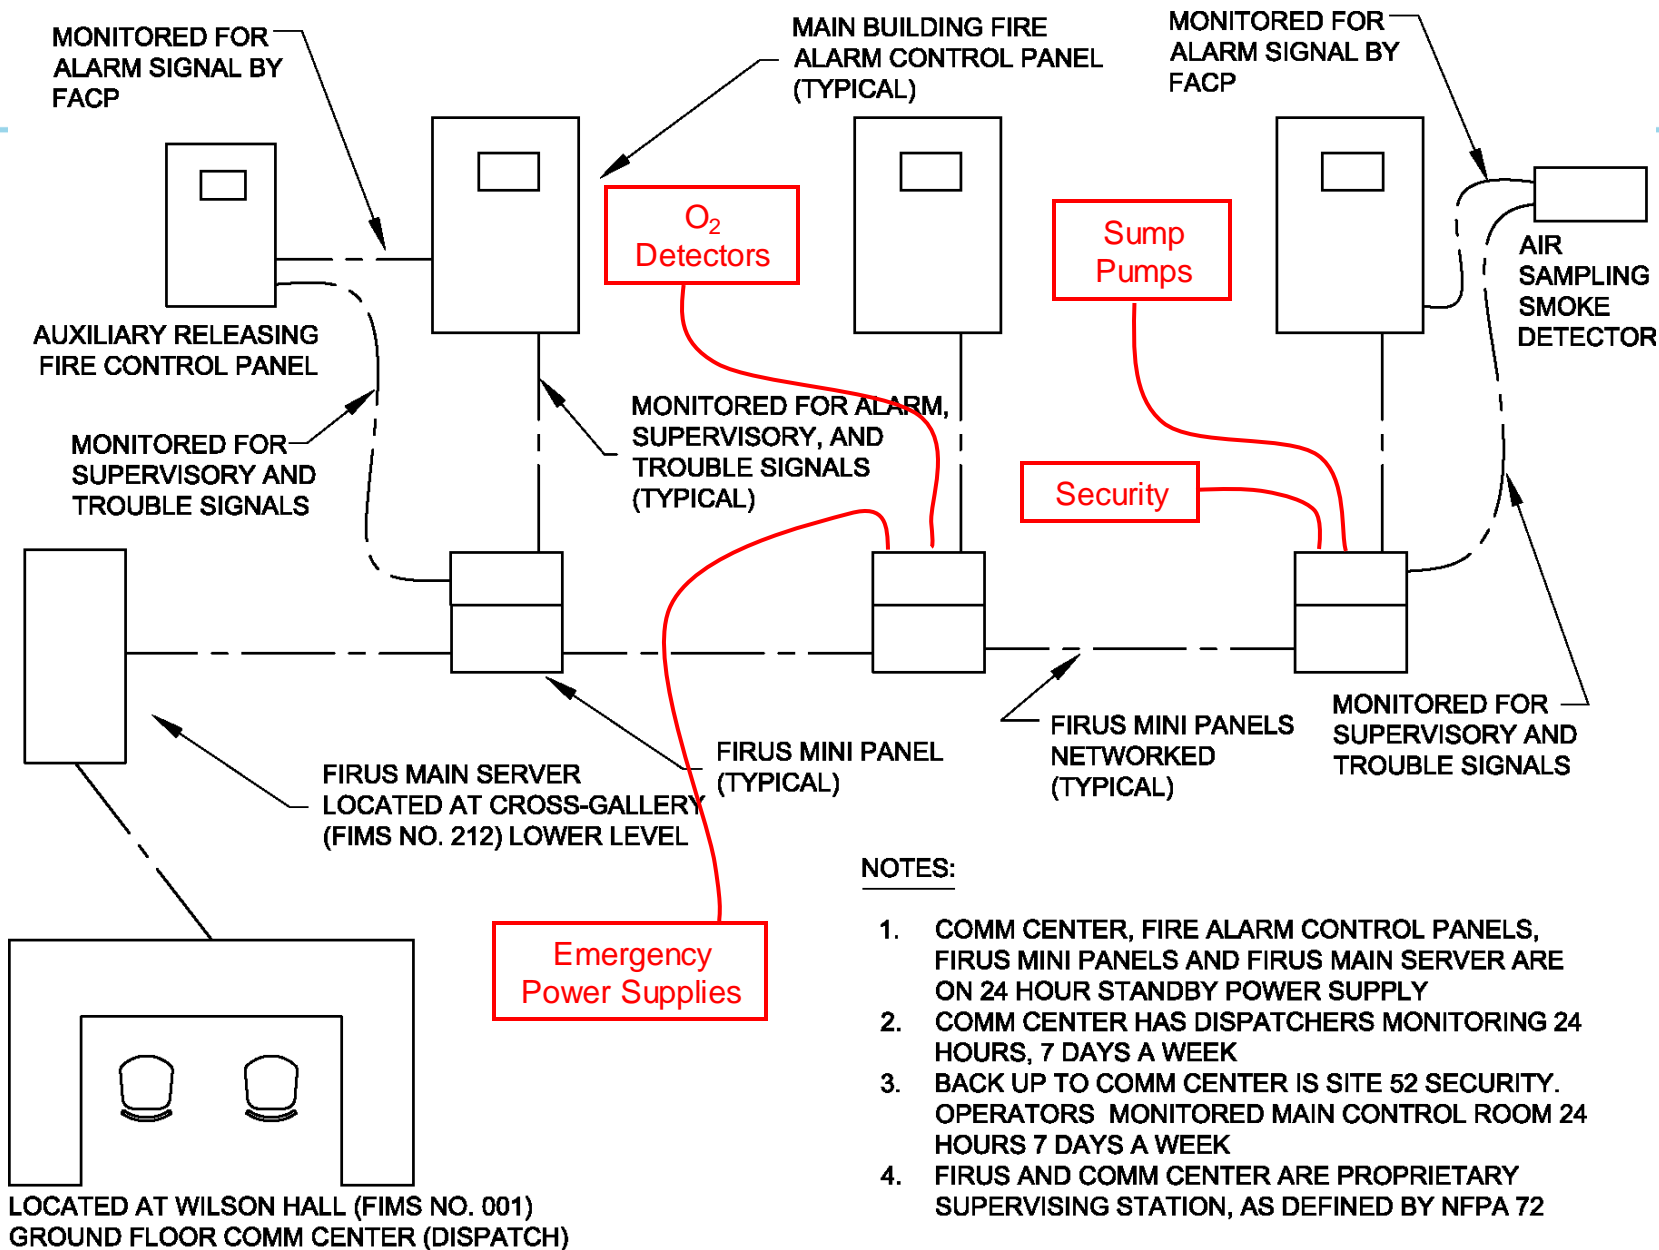 MONITORED FOR
ALARM SIGNAL BY
FACP
MAIN BUILDING FIRE
ALARM CONTROL PANEL
(TYPICAL)
MONITORED FOR
ALARM SIGNAL BY
FACP
O₂
Detectors
Sump
Pumps
AIR
SAMPLING
SMOKE
DETECTOR
AUXILIARY RELEASING
FIRE CONTROL PANEL
MONITORED FOR ALARM,
SUPERVISORY, AND
TROUBLE SIGNALS
(TYPICAL)
MONITORED FOR
SUPERVISORY AND
TROUBLE SIGNALS
Security
FIRUS MINI PANEL
(TYPICAL)
FIRUS MINI PANELS
NETWORKED
(TYPICAL)
MONITORED FOR
SUPERVISORY AND
TROUBLE SIGNALS
FIRUS MAIN SERVER
LOCATED AT CROSS-GALLERY
(FIMS NO. 212) LOWER LEVEL
Emergency
Power Supplies
NOTES:
1. COMM CENTER, FIRE ALARM CONTROL PANELS,
FIRUS MINI PANELS AND FIRUS MAIN SERVER ARE
ON 24 HOUR STANDBY POWER SUPPLY
2. COMM CENTER HAS DISPATCHERS MONITORING 24
HOURS, 7 DAYS A WEEK
3. BACK UP TO COMM CENTER IS SITE 52 SECURITY.
OPERATORS MONITORED MAIN CONTROL ROOM 24
HOURS 7 DAYS A WEEK
4. FIRUS AND COMM CENTER ARE PROPRIETARY
SUPERVISING STATION, AS DEFINED BY NFPA 72
LOCATED AT WILSON HALL (FIMS NO. 001)
GROUND FLOOR COMM CENTER (DISPATCH)